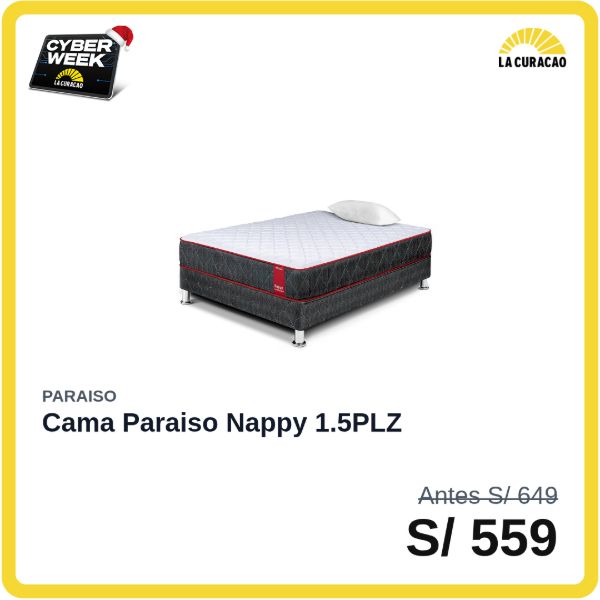 CYBER
WEEK
LA CURACAO
LA CURACAO
PARAISO
Cama Paraiso Nappy 1.5PLZ
Antes S/ 649
S/ 559